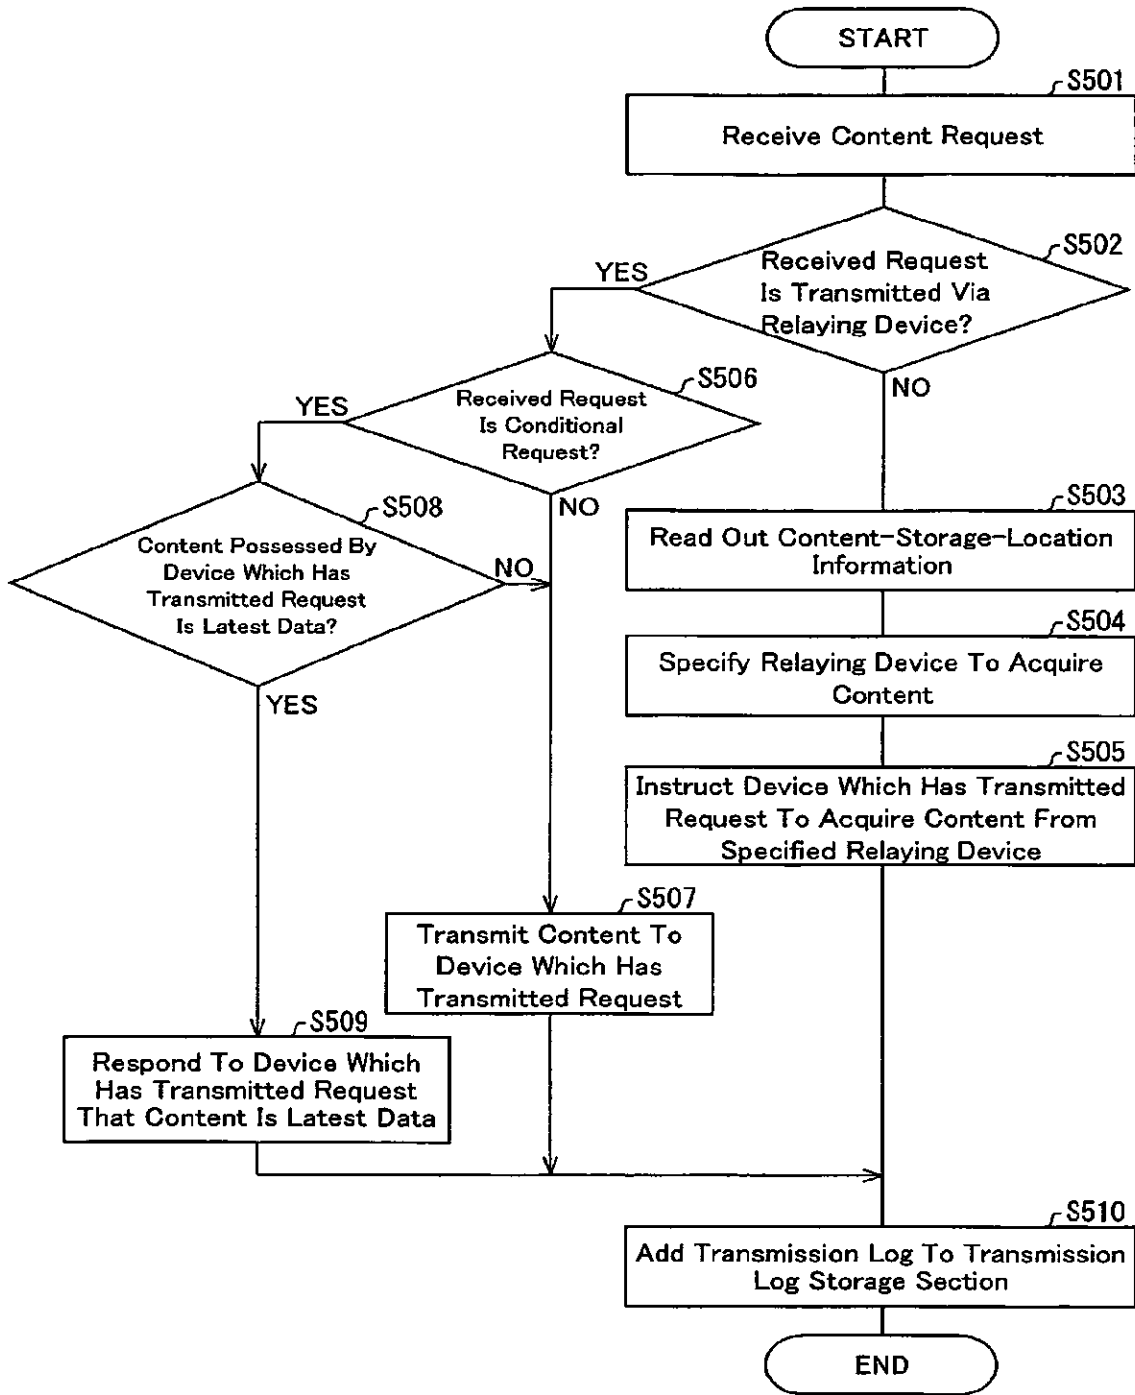 START
S501
Receive Content Request
S502
Received Request
Is Transmitted Via
Relaying Device?
YES
NO
S506
Received Request
Is Conditional
Request?
YES
NO
S508
Content Possessed By
Device Which Has
Transmitted Request
Is Latest Data?
NO
YES
S503
Read Out Content-Storage-Location
Information
S504
Specify Relaying Device To Acquire
Content
S505
Instruct Device Which Has Transmitted
Request To Acquire Content From
Specified Relaying Device
S507
Transmit Content To
Device Which Has
Transmitted Request
S509
Respond To Device Which
Has Transmitted Request
That Content Is Latest Data
S510
Add Transmission Log To Transmission
Log Storage Section
END